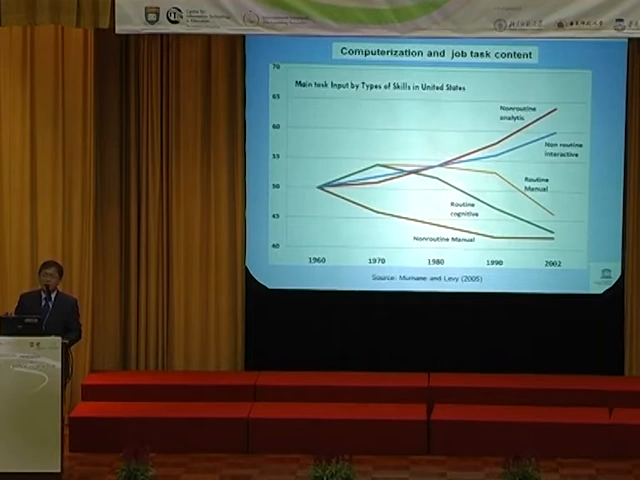 Computerization and job task content
Main task Input by Types of Skills in United States
70
65
60
55
50
45
40
Nonroutine
analytic
Non routine
interactive
Routine
Manual
Routine
cognitive
Nonroutine Manual
1960 1970 1980 1990 2002
Source: Murnane and Levy (2005)